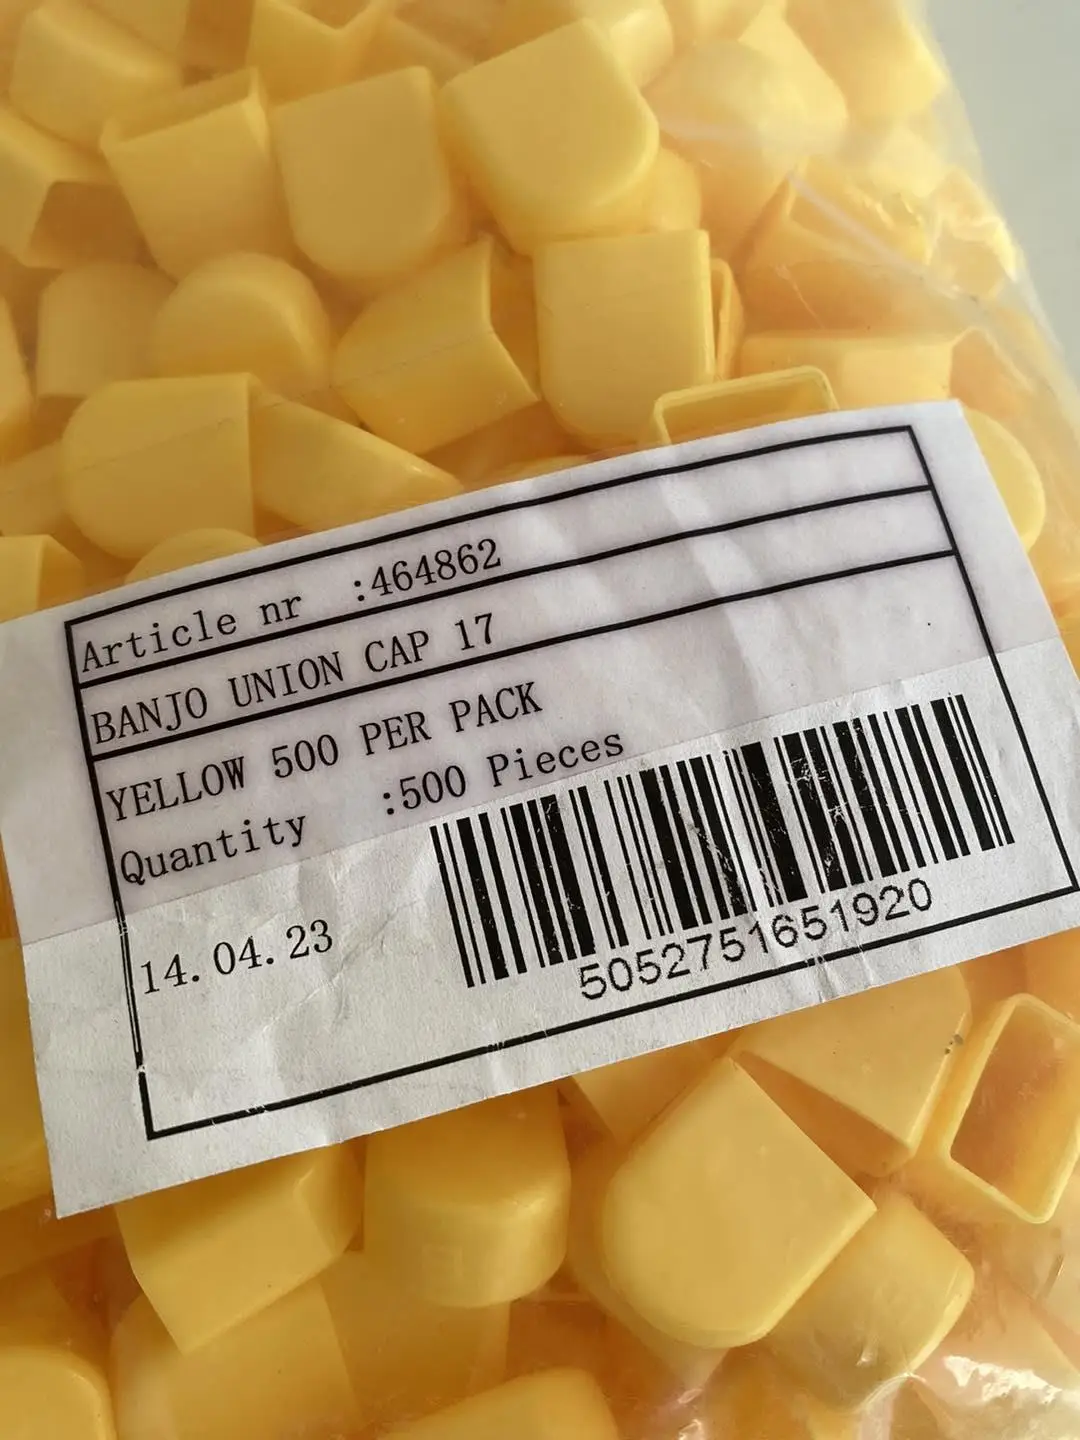 Article nr :464862
BANJO UNION CAP 17
YELLOW 500 PER PACK
Quantity :500 Pieces
14.04.23
5052751651920